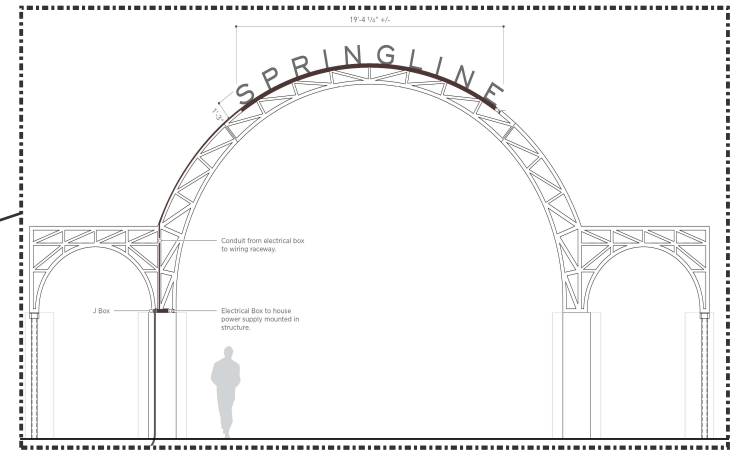 19'-4 1/8" +/-
SPRINGLINE
1'-3"
Conduit from electrical box
to wiring raceway.
J Box
Electrical Box to house
power supply mounted in
structure.